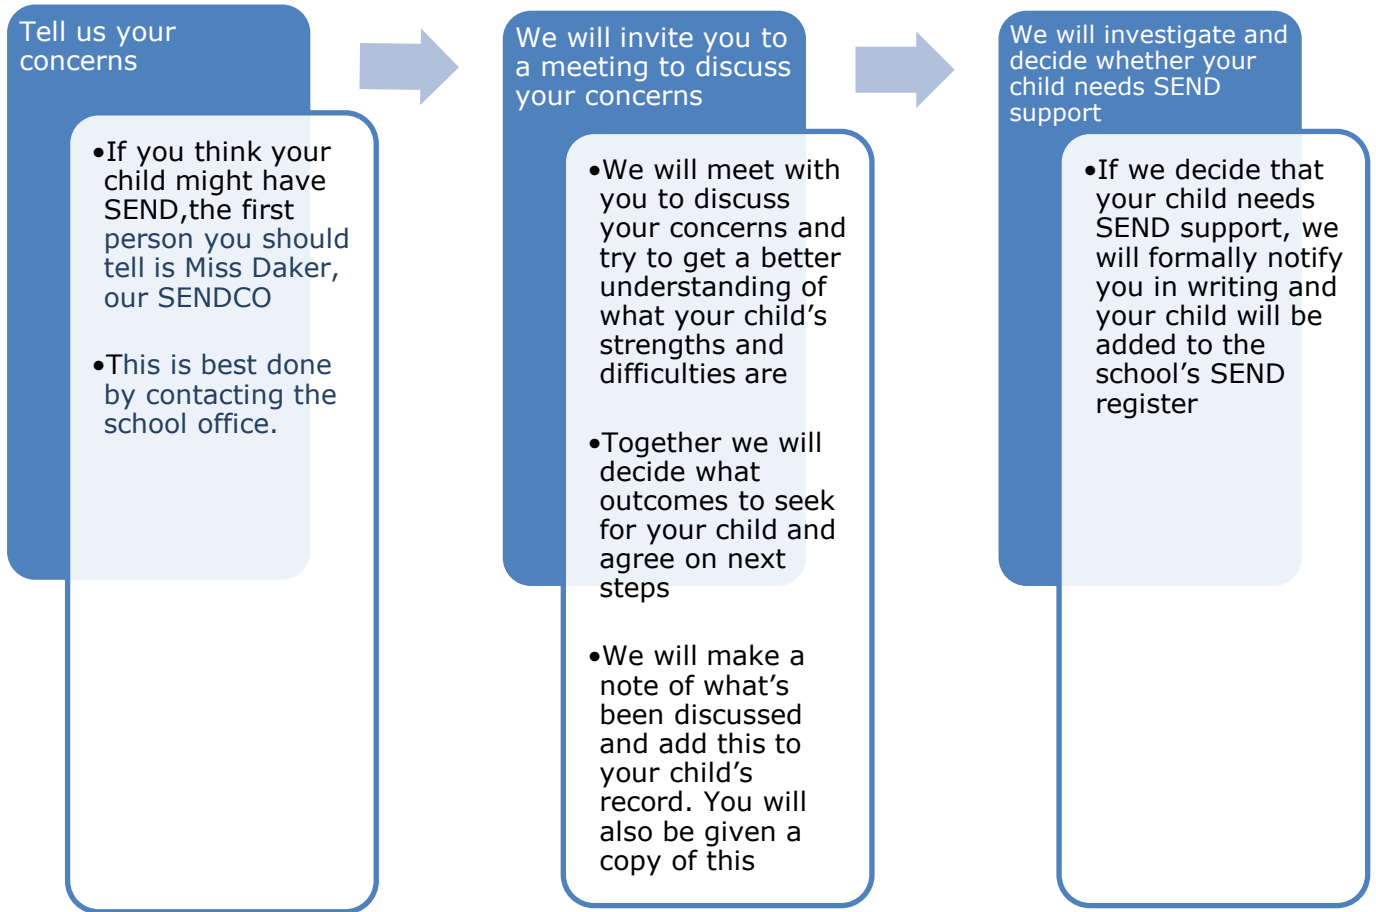 Tell us your
concerns
•If you think your
child might have
SEND,the first
person you should
tell is Miss Daker,
our SENDCO
•This is best done
by contacting the
school office.
We will invite you to
a meeting to discuss
your concerns
•We will meet with
you to discuss
your concerns and
try to get a better
understanding of
what your child’s
strengths and
difficulties are
•Together we will
decide what
outcomes to seek
for your child and
agree on next
steps
•We will make a
note of what’s
been discussed
and add this to
your child’s
record. You will
also be given a
copy of this
We will investigate and
decide whether your
child needs SEND
support
•If we decide that
your child needs
SEND support, we
will formally notify
you in writing and
your child will be
added to the
school’s SEND
register